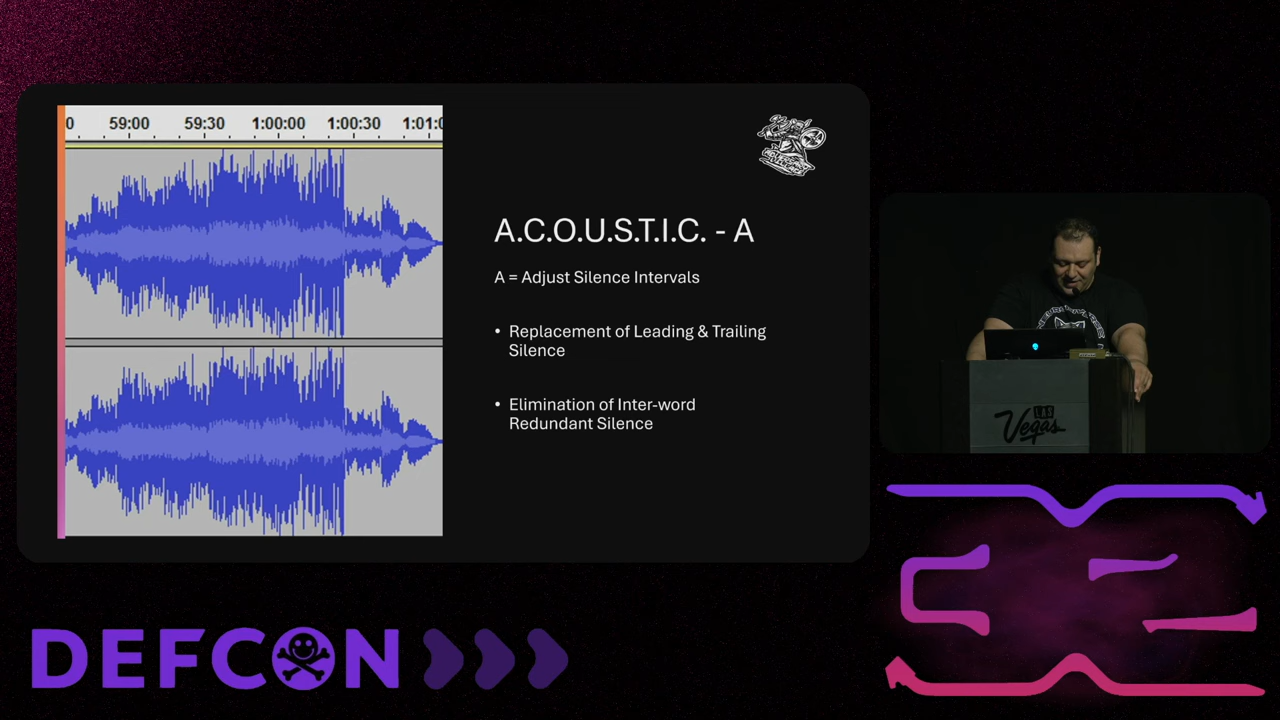 0 59:00 59:30 1:00:00 1:00:30 1:01:0
A.C.O.U.S.T.I.C. - A
A = Adjust Silence Intervals
• Replacement of Leading & Trailing
Silence
• Elimination of Inter-word
Redundant Silence
LAS
Vegas
DEFCON